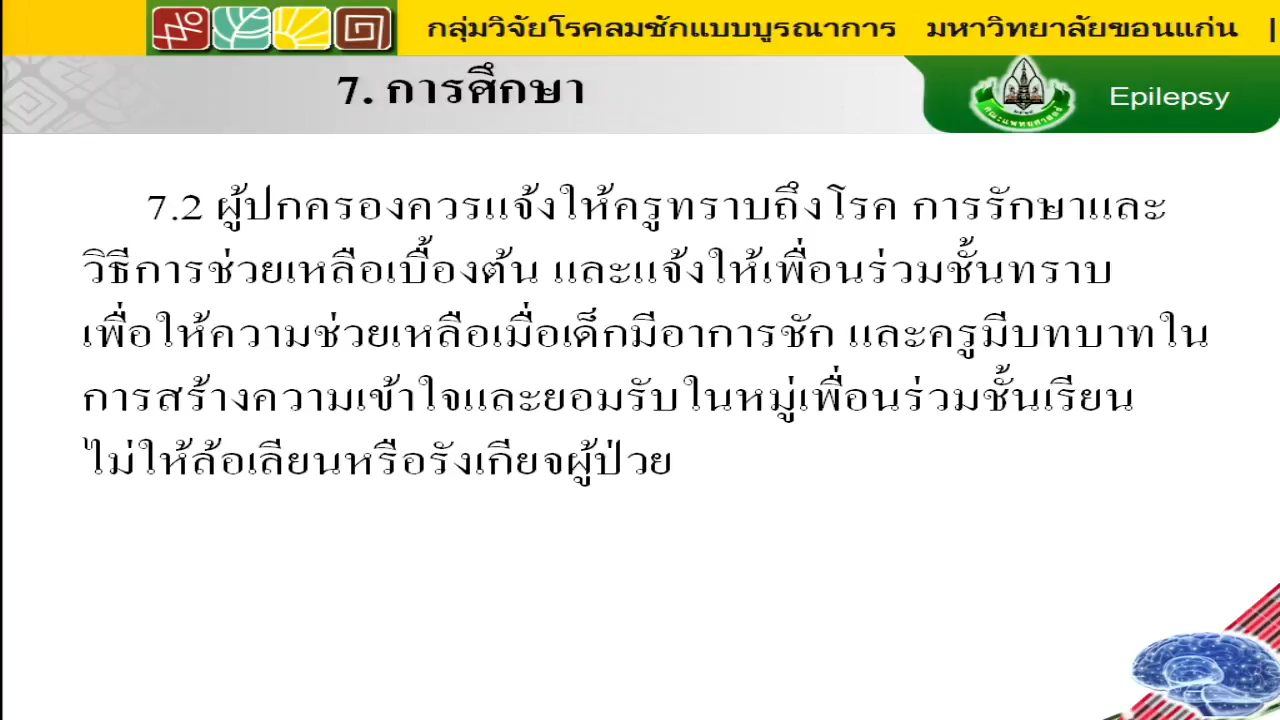 กลุ่มวิจัยโรคลมชักแบบบูรณาการ มหาวิทยาลัยขอนแก่น |
7. การศึกษา
คณะแพทยศาสตร์
Epilepsy
7.2 ผู้ปกครองควรแจ้งให้ครูทราบถึงโรค การรักษาและ
วิธีการช่วยเหลือเบื้องต้น และแจ้งให้เพื่อนร่วมชั้นทราบ
เพื่อให้ความช่วยเหลือเมื่อเด็กมีอาการชัก และครูมีบทบาทใน
การสร้างความเข้าใจและยอมรับในหมู่เพื่อนร่วมชั้นเรียน
ไม่ให้ล้อเลียนหรือรังเกียจผู้ป่วย